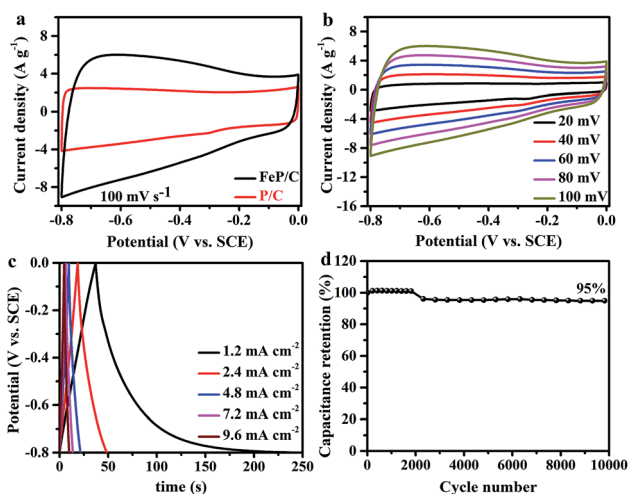 a
Current density (A g⁻¹)
8
4
0
-4
-8
-0.8 -0.6 -0.4 -0.2 0.0
Potential (V vs. SCE)
100 mV s⁻¹
FeP/C
P/C
b
Current density (A g⁻¹)
12
8
4
0
-4
-8
-12
-16
-0.8 -0.6 -0.4 -0.2 0.0
Potential (V vs. SCE)
20 mV
40 mV
60 mV
80 mV
100 mV
c
Potential (V vs. SCE)
0.0
-0.2
-0.4
-0.6
-0.8
0 50 100 150 200 250
time (s)
1.2 mA cm⁻²
2.4 mA cm⁻²
4.8 mA cm⁻²
7.2 mA cm⁻²
9.6 mA cm⁻²
d
Capacitance retention (%)
120
100
80
60
40
20
0
0 2000 4000 6000 8000 10000
Cycle number
95%